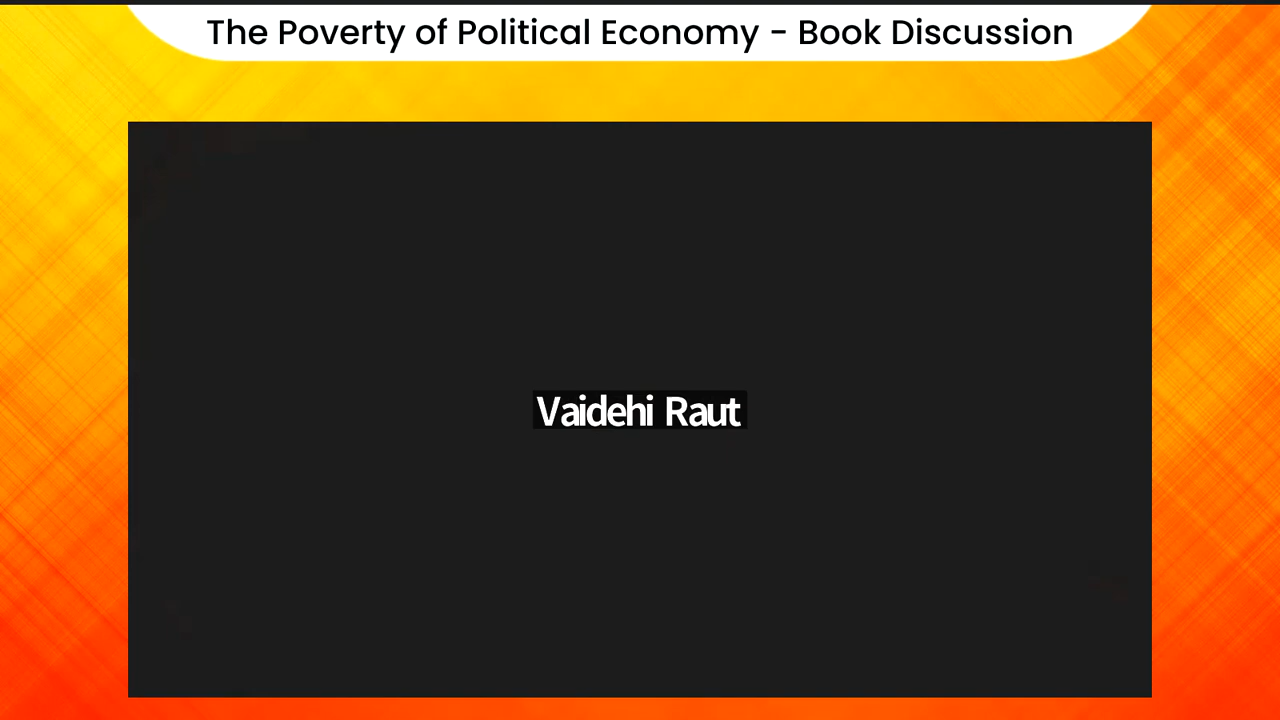 The Poverty of Political Economy - Book Discussion
Vaidehi Raut